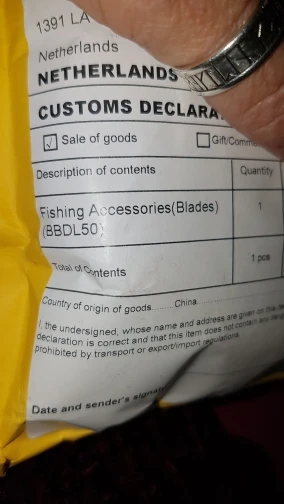 1391 LA
Netherlands
NETHERLANDS
CUSTOMS DECLARA
☑ Sale of goods ☐ Gift/Comme
Description of contents Quantity
Fishing Accessories(Blades) 1
(BBDL50)
Total of Contents 1 pcs
Country of origin of goods........China
I, the undersigned, whose name and address are given on
declaration is correct and that this item does not contain any
prohibited by transport or export/import regulations
Date and sender's